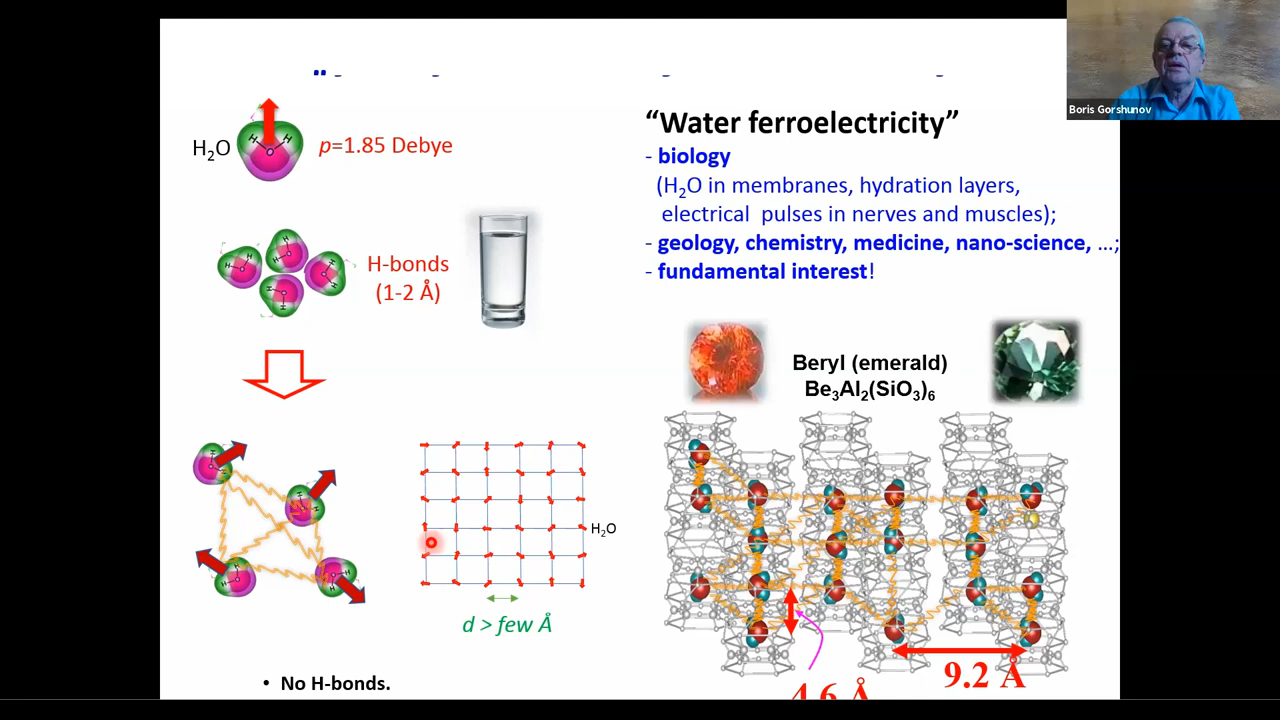 Boris Gorshunov
H₂O
p=1.85 Debye
H-bonds
(1-2 Å)
H₂O
d > few Å
• No H-bonds.
“Water ferroelectricity”
- biology
(H₂O in membranes, hydration layers,
electrical pulses in nerves and muscles);
- geology, chemistry, medicine, nano-science, ...;
- fundamental interest!
Beryl (emerald)
Be₃Al₂(SiO₃)₆
9.2 Å
4.6 Å